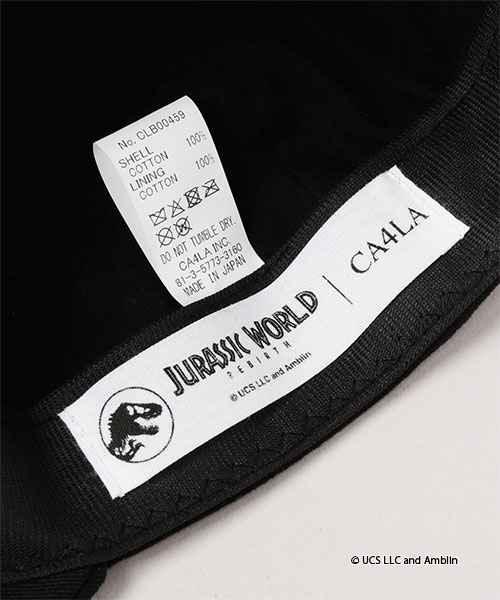 No. CLB00459
SHELL
COTTON 100%
LINING
COTTON 100%
DO NOT TUMBLE DRY.
CA4LA INC.
81-3-5773-3160
MADE IN JAPAN
JURASSIC WORLD
REBIRTH
© UCS LLC and Amblin
CA4LA
© UCS LLC and Amblin